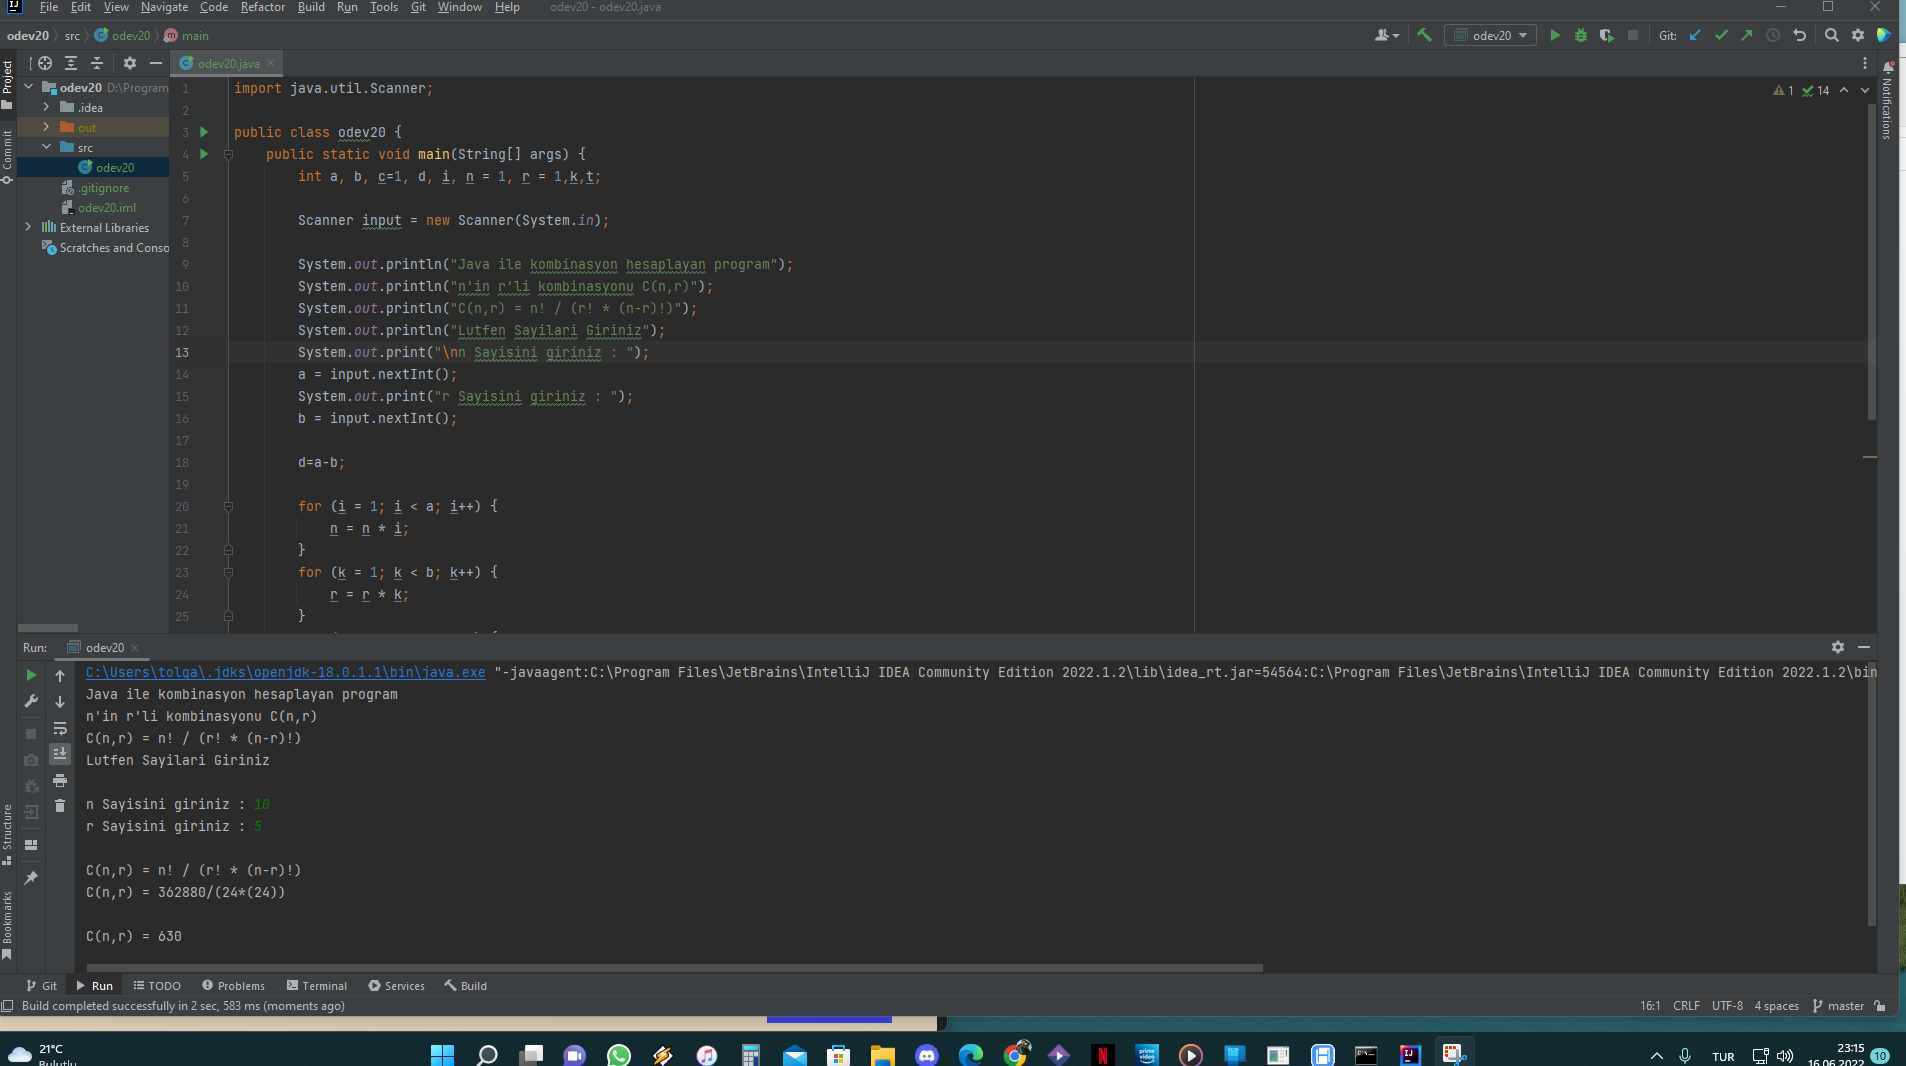 File Edit View Navigate Code Refactor Build Run Tools Git Window Help odev20 - odev20.java
odev20 src odev20 main odev20 Git:
Project
Commit
Structure
Bookmarks
Notifications
odev20 D:\Program
.idea
out
src
odev20
.gitignore
odev20.iml
External Libraries
Scratches and Conso
odev20.java
1 14
1 import java.util.Scanner;
2
3 public class odev20 {
4 public static void main(String[] args) {
5 int a, b, c=1, d, i, n = 1, r = 1,k,t;
6
7 Scanner input = new Scanner(System.in);
8
9 System.out.println("Java ile kombinasyon hesaplayan program");
10 System.out.println("n'in r'li kombinasyonu C(n,r)");
11 System.out.println("C(n,r) = n! / (r! * (n-r)!)");
12 System.out.println("Lutfen Sayilari Giriniz");
13 System.out.print("\nn Sayisini giriniz : ");
14 a = input.nextInt();
15 System.out.print("r Sayisini giriniz : ");
16 b = input.nextInt();
17
18 d=a-b;
19
20 for (i = 1; i < a; i++) {
21 n = n * i;
22 }
23 for (k = 1; k < b; k++) {
24 r = r * k;
25 }
Run: odev20
C:\Users\tolga\.jdks\openjdk-18.0.1.1\bin\java.exe "-javaagent:C:\Program Files\JetBrains\IntelliJ IDEA Community Edition 2022.1.2\lib\idea_rt.jar=54564:C:\Program Files\JetBrains\IntelliJ IDEA Community Edition 2022.1.2\bin
Java ile kombinasyon hesaplayan program
n'in r'li kombinasyonu C(n,r)
C(n,r) = n! / (r! * (n-r)!)
Lutfen Sayilari Giriniz
n Sayisini giriniz : 10
r Sayisini giriniz : 5
C(n,r) = n! / (r! * (n-r)!)
C(n,r) = 362880/(24*(24))
C(n,r) = 630
Git Run TODO Problems Terminal Services Build
Build completed successfully in 2 sec, 583 ms (moments ago) 16:1 CRLF UTF-8 4 spaces master
21°C
Bulutlu
TUR
23:15
16.06.2022
10